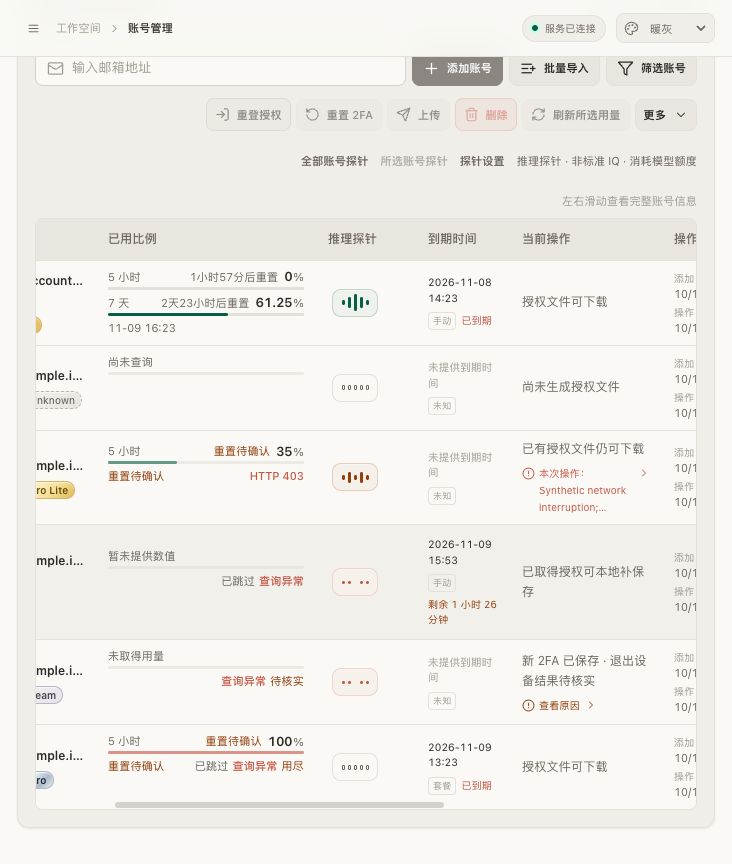 工作空间 > 账号管理
服务已连接
暖灰
输入邮箱地址
添加账号
批量导入
筛选账号
重登授权
重置 2FA
上传
删除
刷新所选用量
更多
全部账号探针 所选账号探针 探针设置 推理探针 · 非标准 IQ · 消耗模型额度
左右滑动查看完整账号信息
已用比例 推理探针 到期时间 当前操作 操作
ccount...
5 小时 1小时57分后重置 0%
7 天 2天23小时后重置 61.25%
11-09 16:23
2026-11-08
14:23
手动 已到期
授权文件可下载
添加
10/1
操作
10/1
mple.i...
nknown
尚未查询
未提供到期时
间
未知
尚未生成授权文件
添加
10/1
操作
10/1
mple.i...
ro Lite
5 小时 重置待确认 35%
重置待确认 HTTP 403
未提供到期时
间
未知
已有授权文件仍可下载
本次操作:
Synthetic network
interruption;...
添加
10/1
操作
10/1
mple.i...
暂未提供数值
已跳过 查询异常
2026-11-09
15:53
手动
剩余 1 小时 26
分钟
已取得授权可本地补保
存
添加
10/1
操作
10/1
mple.i...
eam
未取得用量
查询异常 待核实
未提供到期时
间
未知
新 2FA 已保存 · 退出设
备结果待核实
查看原因
添加
10/1
操作
10/1
mple.i...
ro
5 小时 重置待确认 100%
重置待确认 已跳过 查询异常 用尽
2026-11-09
13:23
套餐 已到期
授权文件可下载
添加
10/1
操作
10/1